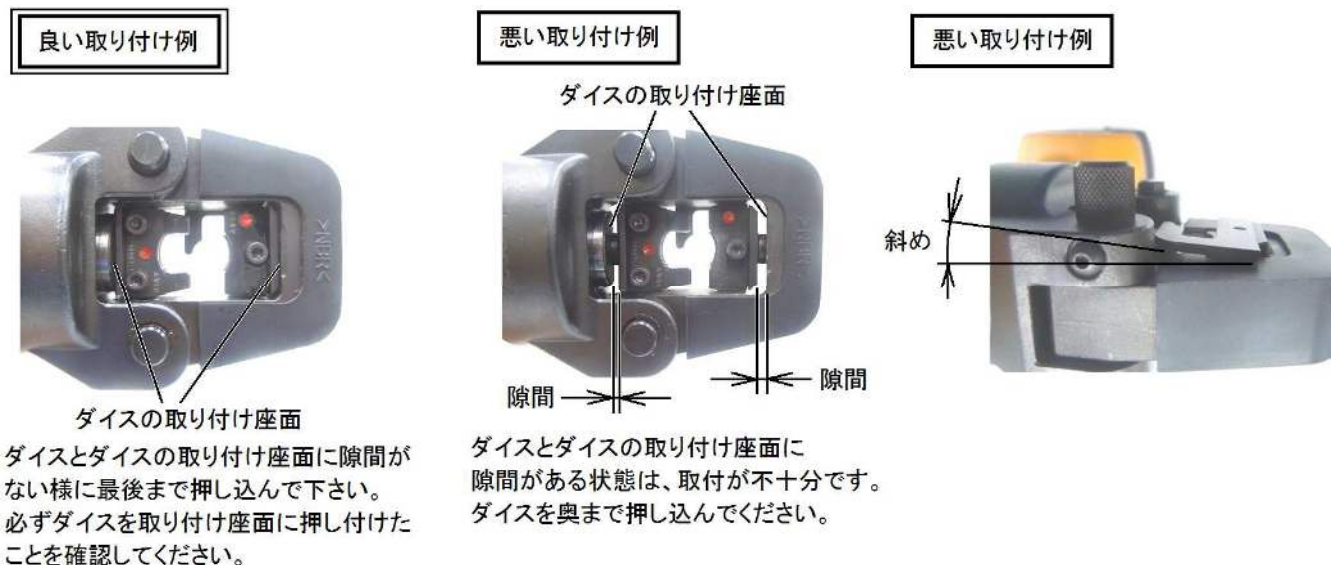 良い取り付け例
ダイスの取り付け座面
ダイスとダイスの取り付け座面に隙間が
ない様に最後まで押し込んで下さい。
必ずダイスを取り付け座面に押し付けた
ことを確認してください。
悪い取り付け例
ダイスの取り付け座面
隙間
隙間
ダイスとダイスの取り付け座面に
隙間がある状態は、取付が不十分です。
ダイスを奥まで押し込んでください。
悪い取り付け例
斜め